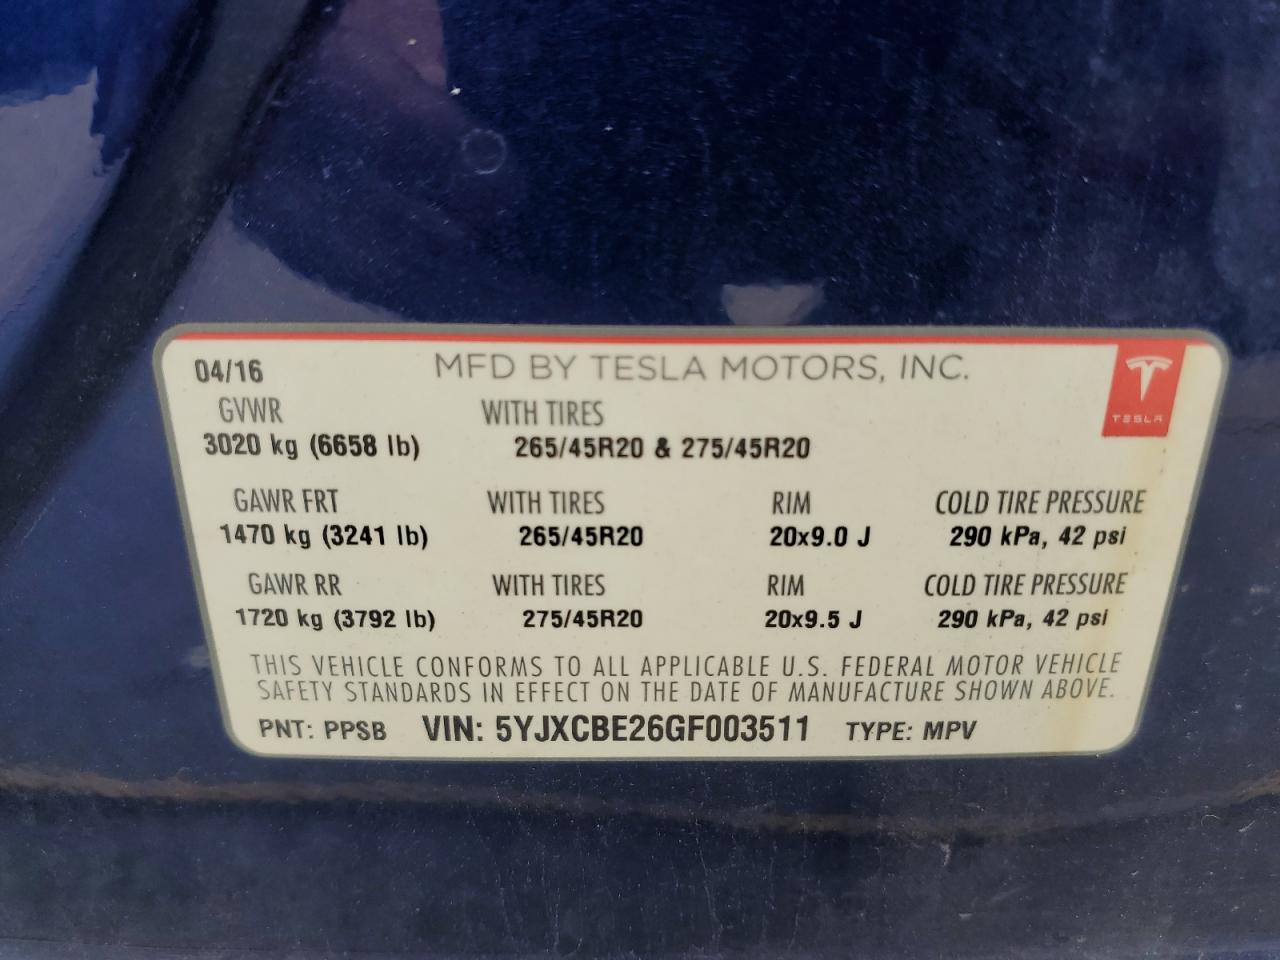 04/16 MFD BY TESLA MOTORS, INC.
TESLA
GVWR WITH TIRES
3020 kg (6658 lb) 265/45R20 & 275/45R20
GAWR FRT WITH TIRES RIM COLD TIRE PRESSURE
1470 kg (3241 lb) 265/45R20 20x9.0 J 290 kPa, 42 psi
GAWR RR WITH TIRES RIM COLD TIRE PRESSURE
1720 kg (3792 lb) 275/45R20 20x9.5 J 290 kPa, 42 psi
THIS VEHICLE CONFORMS TO ALL APPLICABLE U.S. FEDERAL MOTOR VEHICLE
SAFETY STANDARDS IN EFFECT ON THE DATE OF MANUFACTURE SHOWN ABOVE.
PNT: PPSB VIN: 5YJXCBE26GF003511 TYPE: MPV